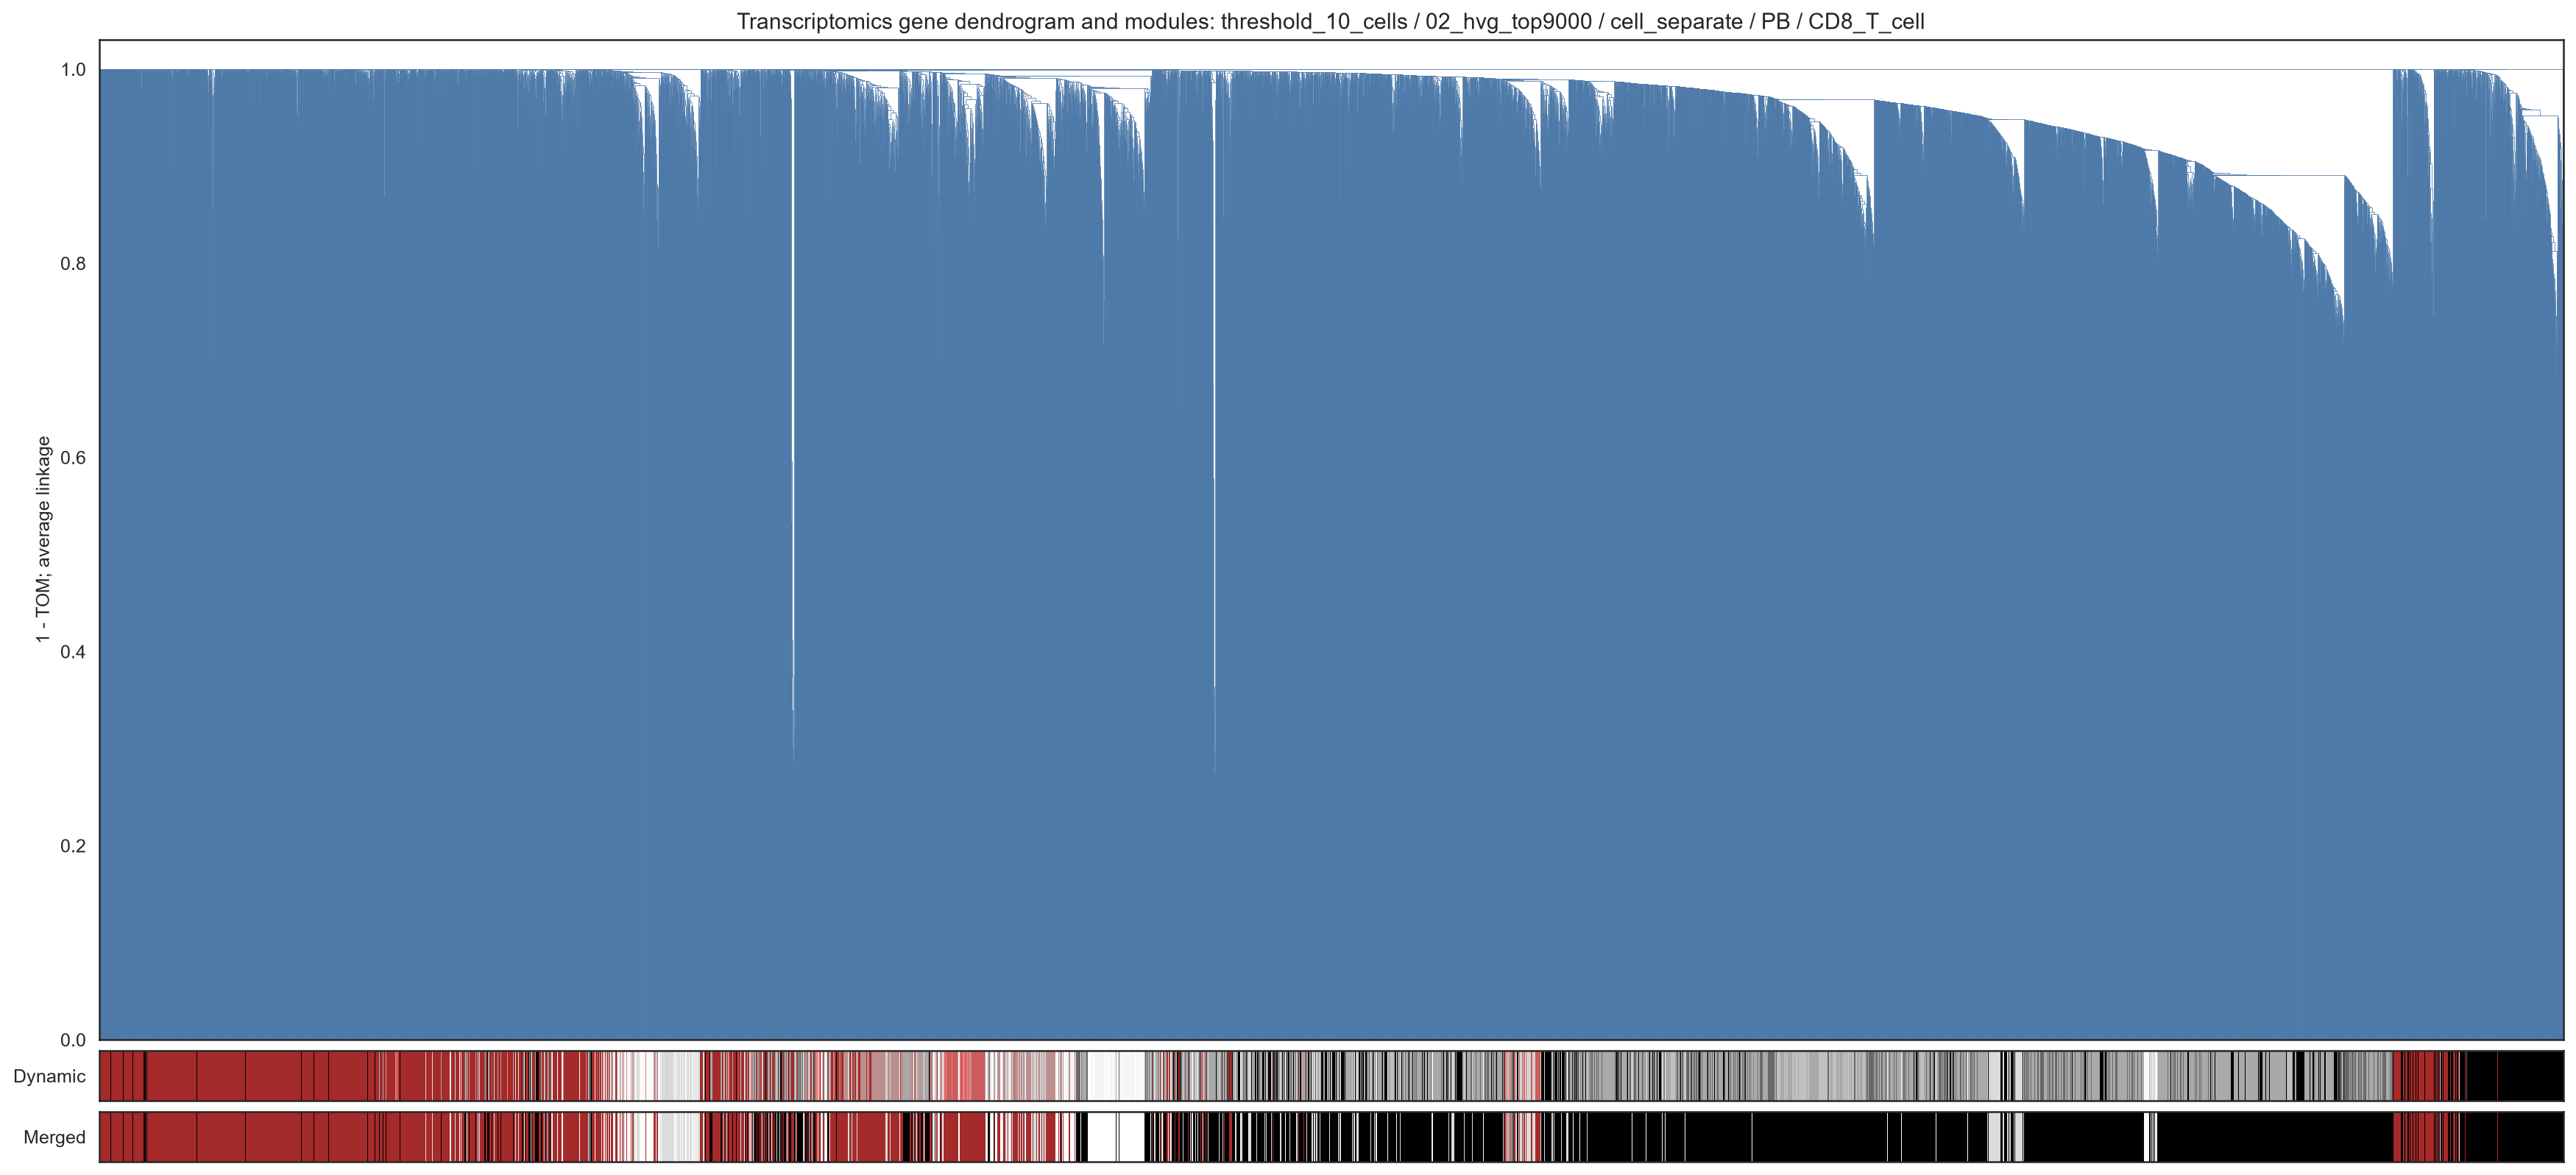 Transcriptomics gene dendrogram and modules: threshold_10_cells / 02_hvg_top9000 / cell_separate / PB / CD8_T_cell
1 - TOM; average linkage
1.0
0.8
0.6
0.4
0.2
0.0
Dynamic
Merged